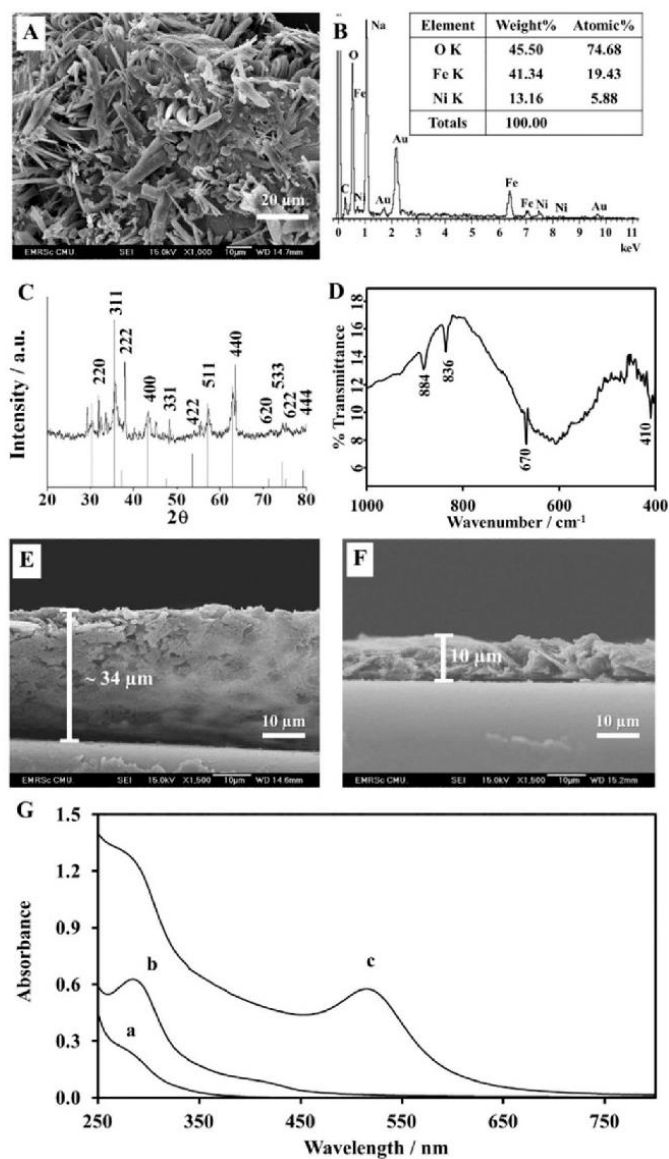 A
20 μm
EMRSc CMU
SEI 15.0kV X1,000 10μm WD 14.7mm
B
Na
O
Fe
Ni
C
Au
Au
Fe
Fe
Ni
Ni
Au
Element Weight% Atomic%
O K 45.50 74.68
Fe K 41.34 19.43
Ni K 13.16 5.88
Totals 100.00
0 1 2 3 4 5 6 7 8 9 10 11
keV
C
311
222
220
400
331
422
511
440
620
533
622
444
Intensity / a.u.
20 30 40 50 60 70 80
2θ
D
% Transmittance
18
16
14
12
10
8
6
884
836
670
410
1000 800 600 400
Wavenumber / cm⁻¹
E
~ 34 μm
10 μm
EMRSc CMU. SEI 15.0kV X1,500 10μm WD 14.6mm
F
10 μm
10 μm
EMRSc CMU. SEI 15.0kV X1,500 10μm WD 15.2mm
G
1.5
1.2
0.9
0.6
0.3
0.0
Absorbance
a
b
c
250 350 450 550 650 750
Wavelength / nm